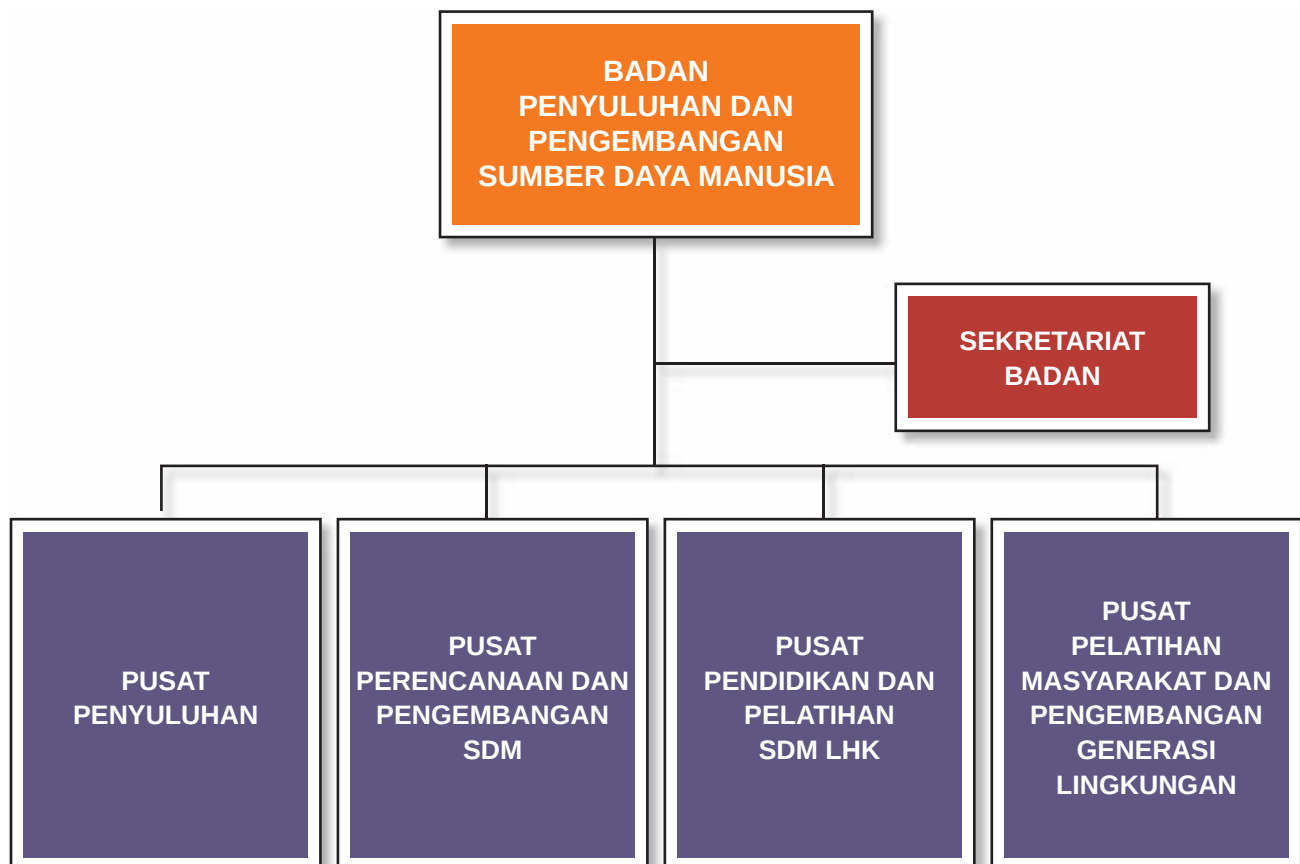 BADAN
PENYULUHAN DAN
PENGEMBANGAN
SUMBER DAYA MANUSIA
SEKRETARIAT
BADAN
PUSAT
PENYULUHAN
PUSAT
PERENCANAAN DAN
PENGEMBANGAN
SDM
PUSAT
PENDIDIKAN DAN
PELATIHAN
SDM LHK
PUSAT
PELATIHAN
MASYARAKAT DAN
PENGEMBANGAN
GENERASI
LINGKUNGAN